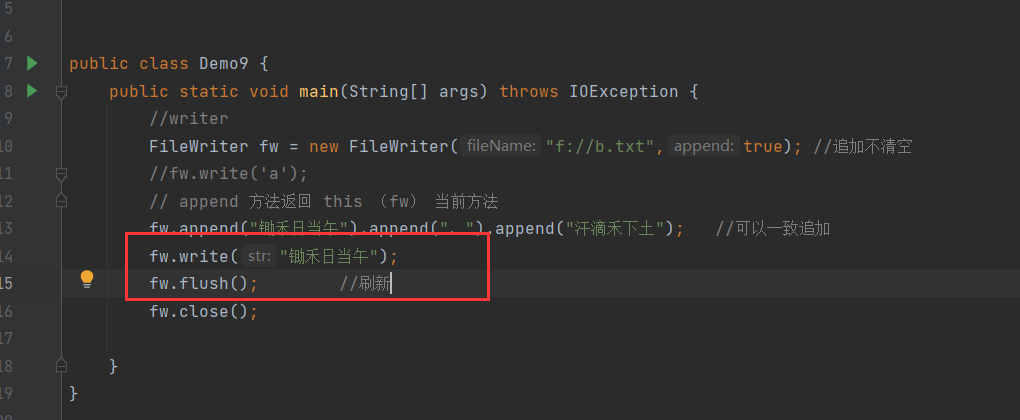 5
6
7 public class Demo9 {
8 public static void main(String[] args) throws IOException {
9 //writer
10 FileWriter fw = new FileWriter( fileName: "f://b.txt", append: true); //追加不清空
11 //fw.write('a');
12 // append 方法返回 this （fw） 当前方法
13 fw.append("锄禾日当午").append("，").append("汗滴禾下土"); //可以一致追加
14 fw.write( str: "锄禾日当午");
15 fw.flush(); //刷新
16 fw.close();
17
18 }
19 }